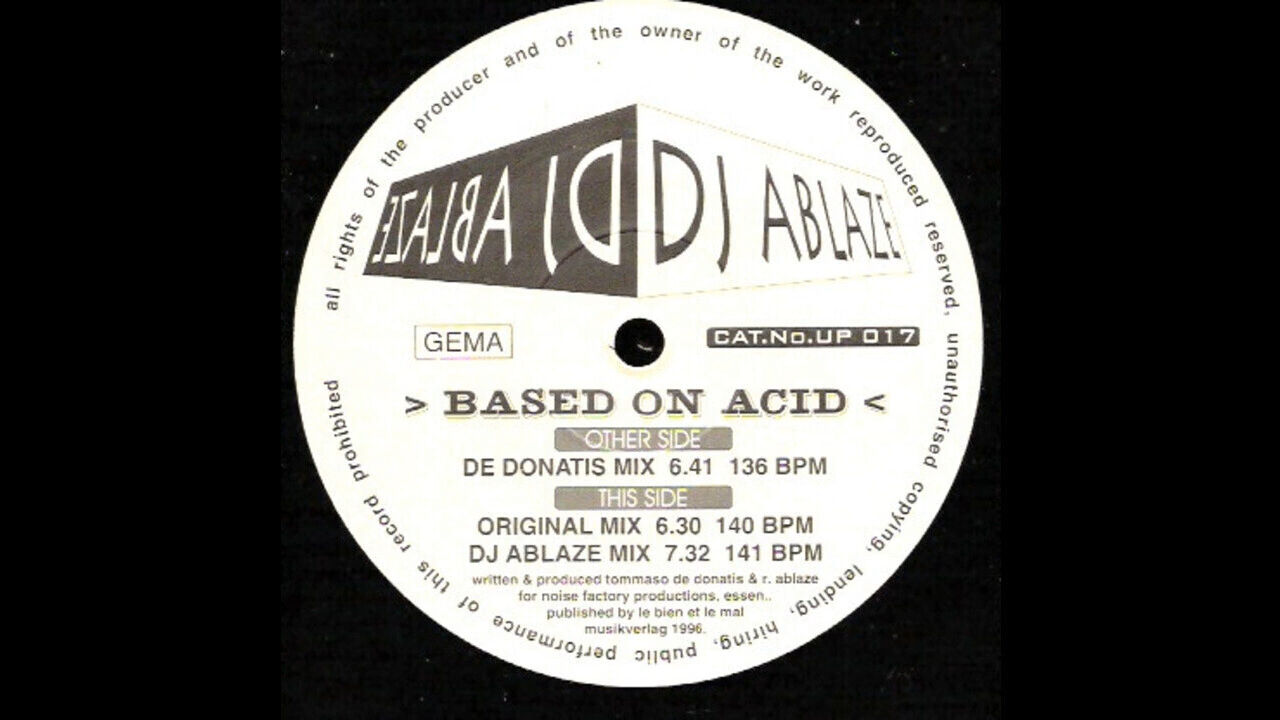 all rights of the producer and of the owner of the work reproduced reserved, unauthorised copying, lending, hiring, public performance of this record prohibited
DJ ABLAZE DJ ABLAZE
GEMA
CAT.No.UP 017
> BASED ON ACID <
OTHER SIDE
DE DONATIS MIX 6.41 136 BPM
THIS SIDE
ORIGINAL MIX 6.30 140 BPM
DJ ABLAZE MIX 7.32 141 BPM
written & produced tommaso de donatis & r. ablaze
for noise factory productions, essen..
published by le bien et le mal
musikverlag 1996.